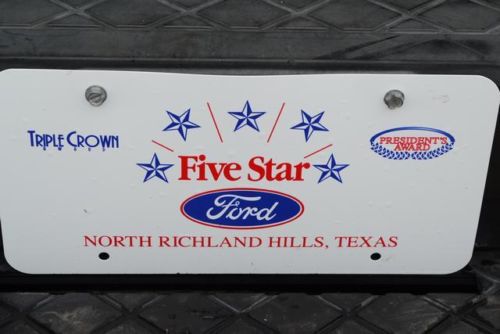 TRIPLE CROWN
PRESIDENT'S
AWARD
Five Star
Ford
NORTH RICHLAND HILLS, TEXAS